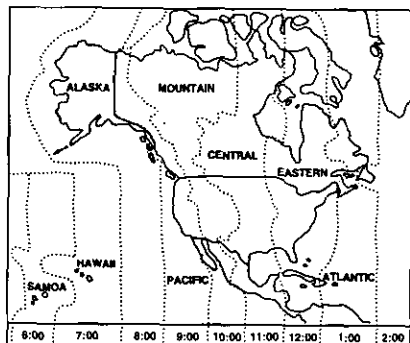 ALASKA
MOUNTAIN
CENTRAL
EASTERN
HAWAII
SAMOA
PACIFIC
ATLANTIC
6:00 7:00 8:00 9:00 10:00 11:00 12:00 1:00 2:00